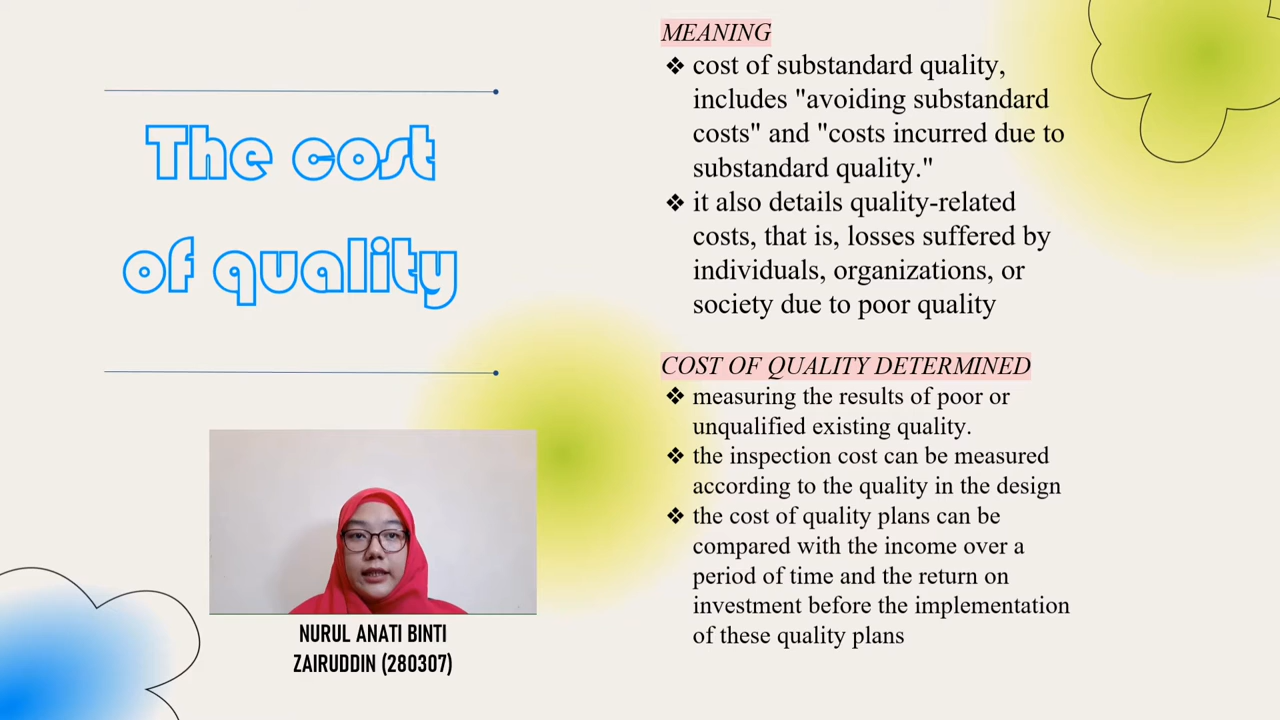 The cost
of quality
NURUL ANATI BINTI
ZAIRUDDIN (280307)
MEANING
❖ cost of substandard quality,
includes "avoiding substandard
costs" and "costs incurred due to
substandard quality."
❖ it also details quality-related
costs, that is, losses suffered by
individuals, organizations, or
society due to poor quality
COST OF QUALITY DETERMINED
❖ measuring the results of poor or
unqualified existing quality.
❖ the inspection cost can be measured
according to the quality in the design
❖ the cost of quality plans can be
compared with the income over a
period of time and the return on
investment before the implementation
of these quality plans